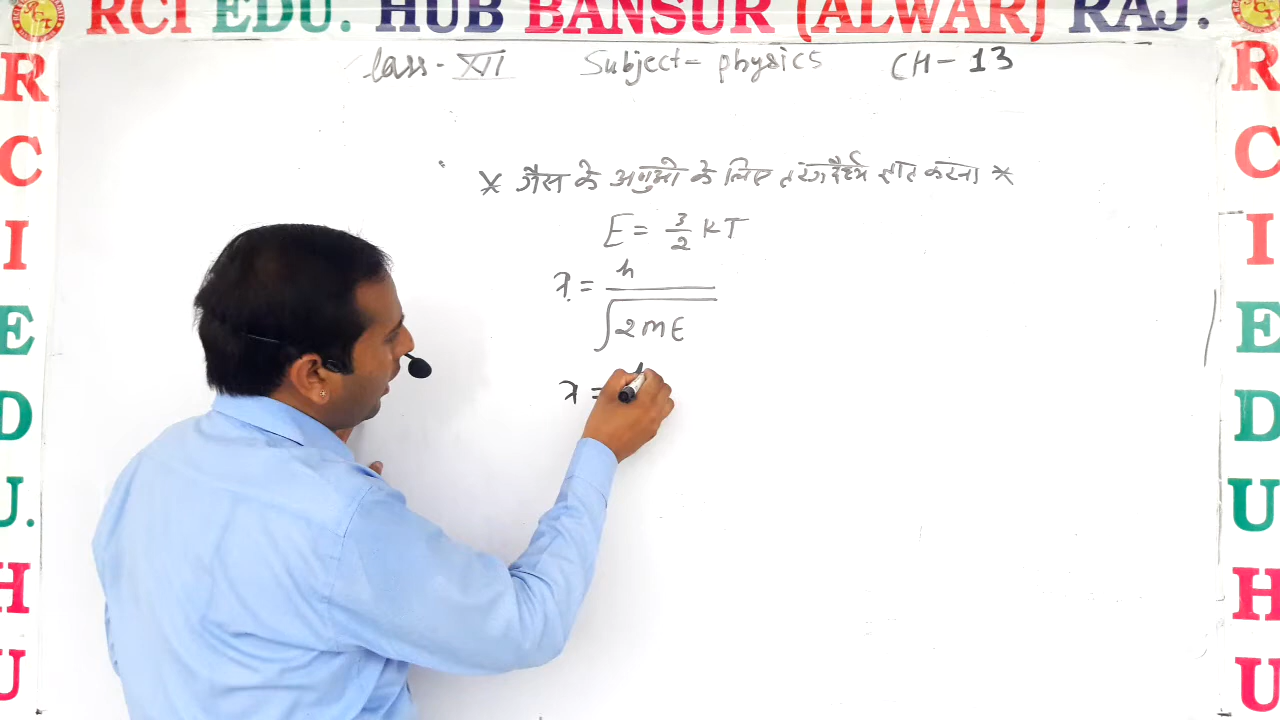 RCI EDU. HUB BANSUR (ALWAR) RAJ.
Class - XII Subject = physics CH - 13
* गैस के अणुओ के लिए तरंगदैर्ध्य ज्ञात करना *
E = 3/2 KT
λ = h / √2mE
λ = h
R
C
I
E
D
U.
H
U
R
C
I
E
D
U
H
U